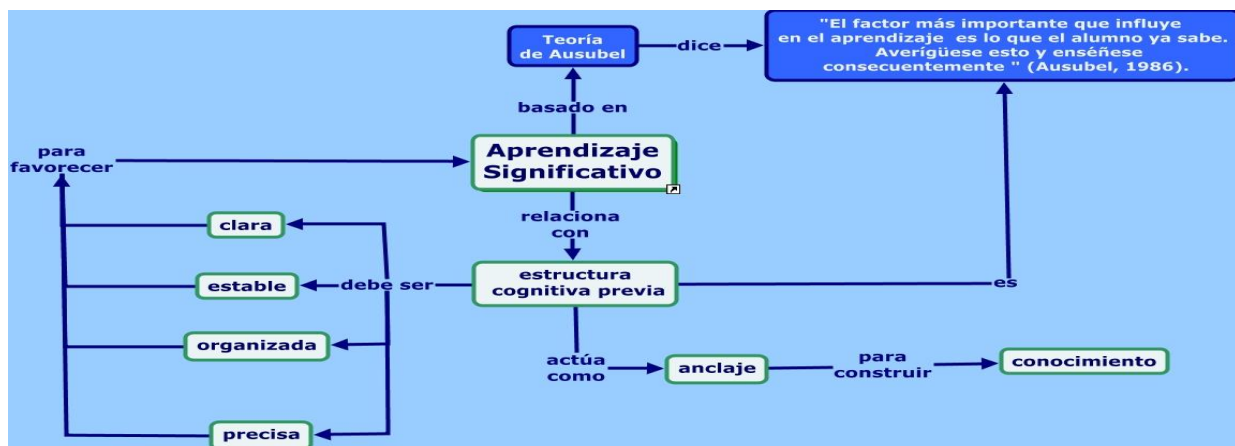 Teoría
de Ausubel
dice
"El factor más importante que influye
en el aprendizaje es lo que el alumno ya sabe.
Averígüese esto y enséñese
consecuentemente " (Ausubel, 1986).
basado en
para
favorecer
Aprendizaje
Significativo
relaciona
con
clara
estable
debe ser
estructura
cognitiva previa
es
organizada
actúa
como
anclaje
para
construir
conocimiento
precisa